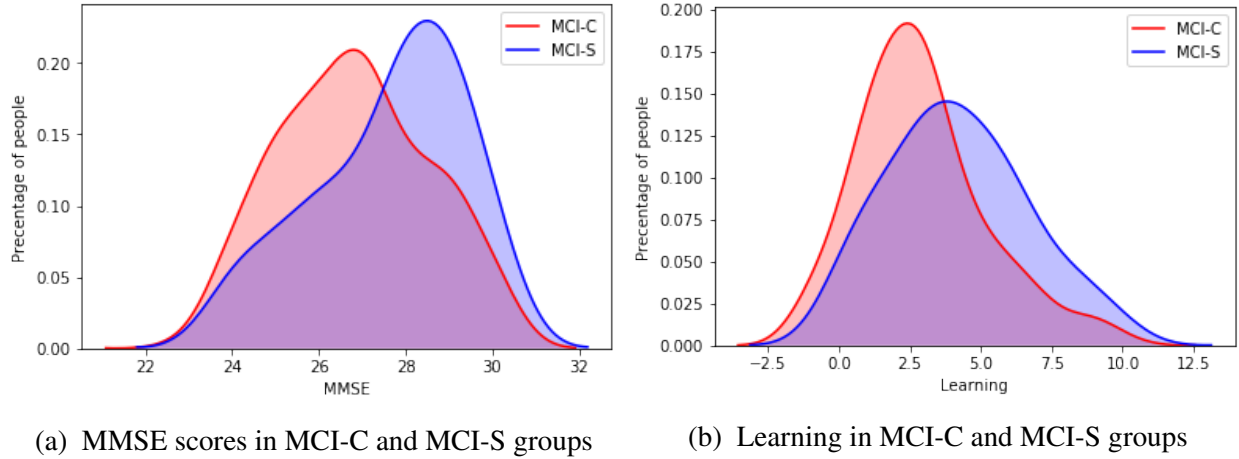 MCI-C
MCI-S
0.20
0.15
0.10
0.05
0.00
Precentage of people
22 24 26 28 30 32
MMSE
(a) MMSE scores in MCI-C and MCI-S groups
MCI-C
MCI-S
0.200
0.175
0.150
0.125
0.100
0.075
0.050
0.025
0.000
Precentage of people
−2.5 0.0 2.5 5.0 7.5 10.0 12.5
Learning
(b) Learning in MCI-C and MCI-S groups